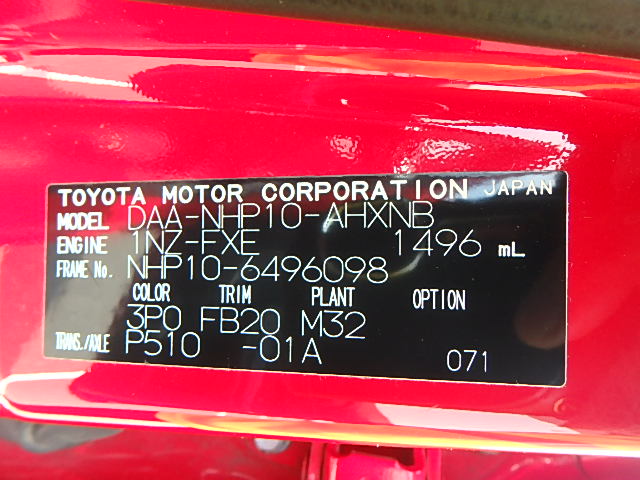 TOYOTA MOTOR CORPORATION JAPAN
MODEL DAA-NHP10-AHXNB
ENGINE 1NZ-FXE 1496 mL
FRAME No. NHP10-6496098
COLOR TRIM PLANT OPTION
3P0 FB20 M32
TRANS./AXLE P510 -01A 071